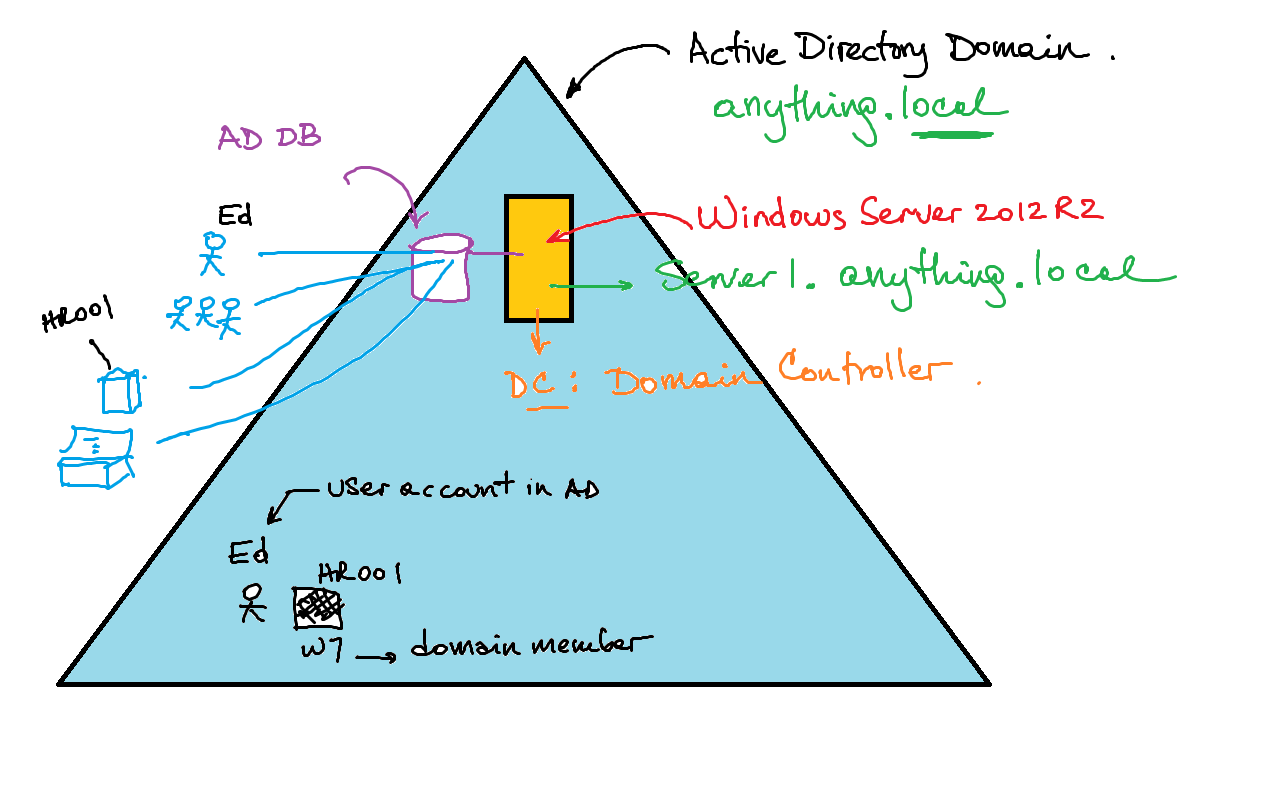 Active Directory Domain.
anything.local
AD DB
Ed
Windows Server 2012 R2
Server1. anything.local
HR001
DC: Domain Controller.
user account in AD
Ed
HR001
W7 → domain member